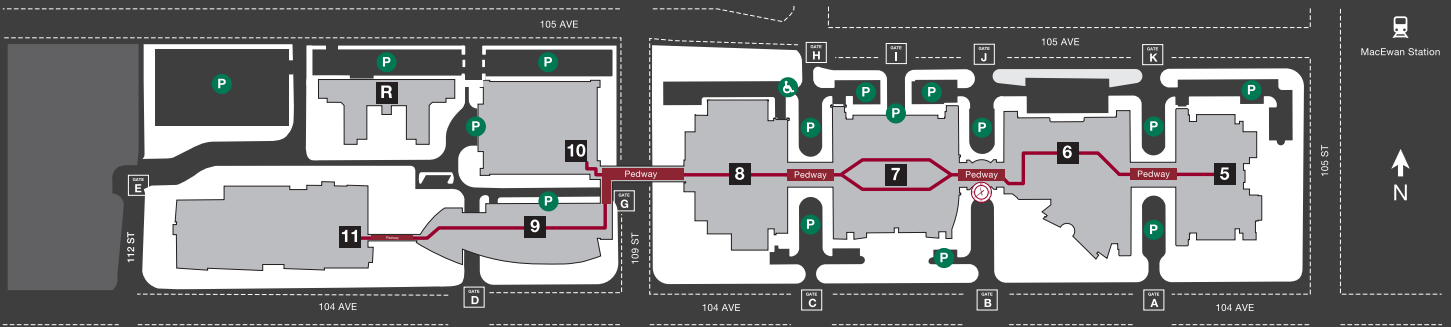 105 AVE
105 AVE
MacEwan Station
GATE
H
GATE
I
GATE
J
GATE
K
P
P
P
P
P
P
P
P
R
P
P
P
P
P
10
Pedway
8
Pedway
7
Pedway
6
Pedway
5
105 ST
N
GATE
E
GATE
G
P
9
11
Pedway
P
P
P
112 ST
109 ST
GATE
D
GATE
C
GATE
B
GATE
A
104 AVE
104 AVE
104 AVE